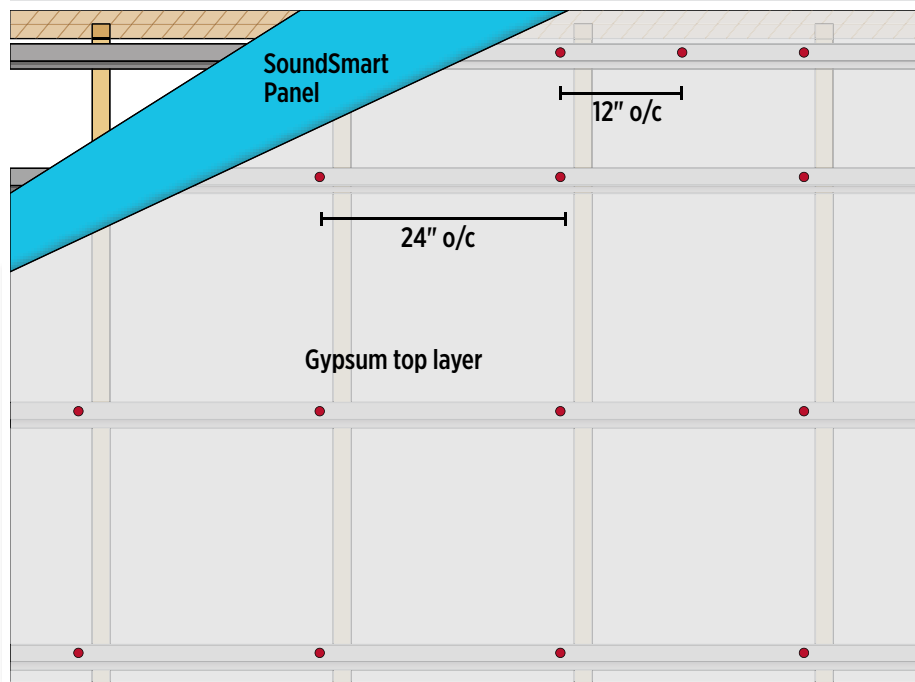 SoundSmart
Panel
12" o/c
24" o/c
Gypsum top layer